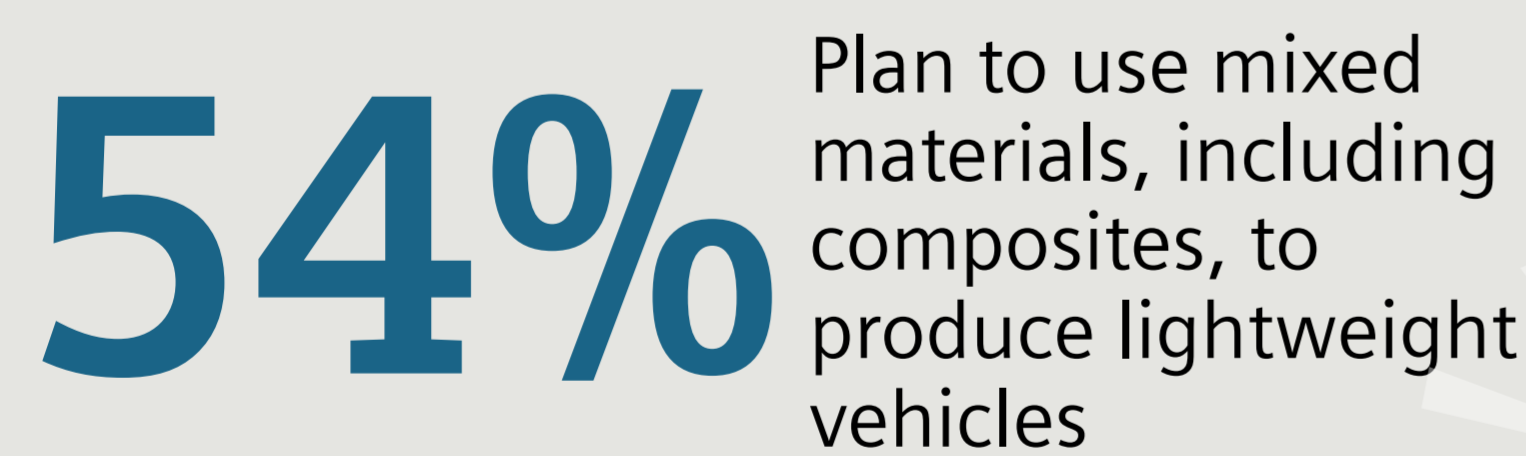 54%
Plan to use mixed
materials, including
composites, to
produce lightweight
vehicles